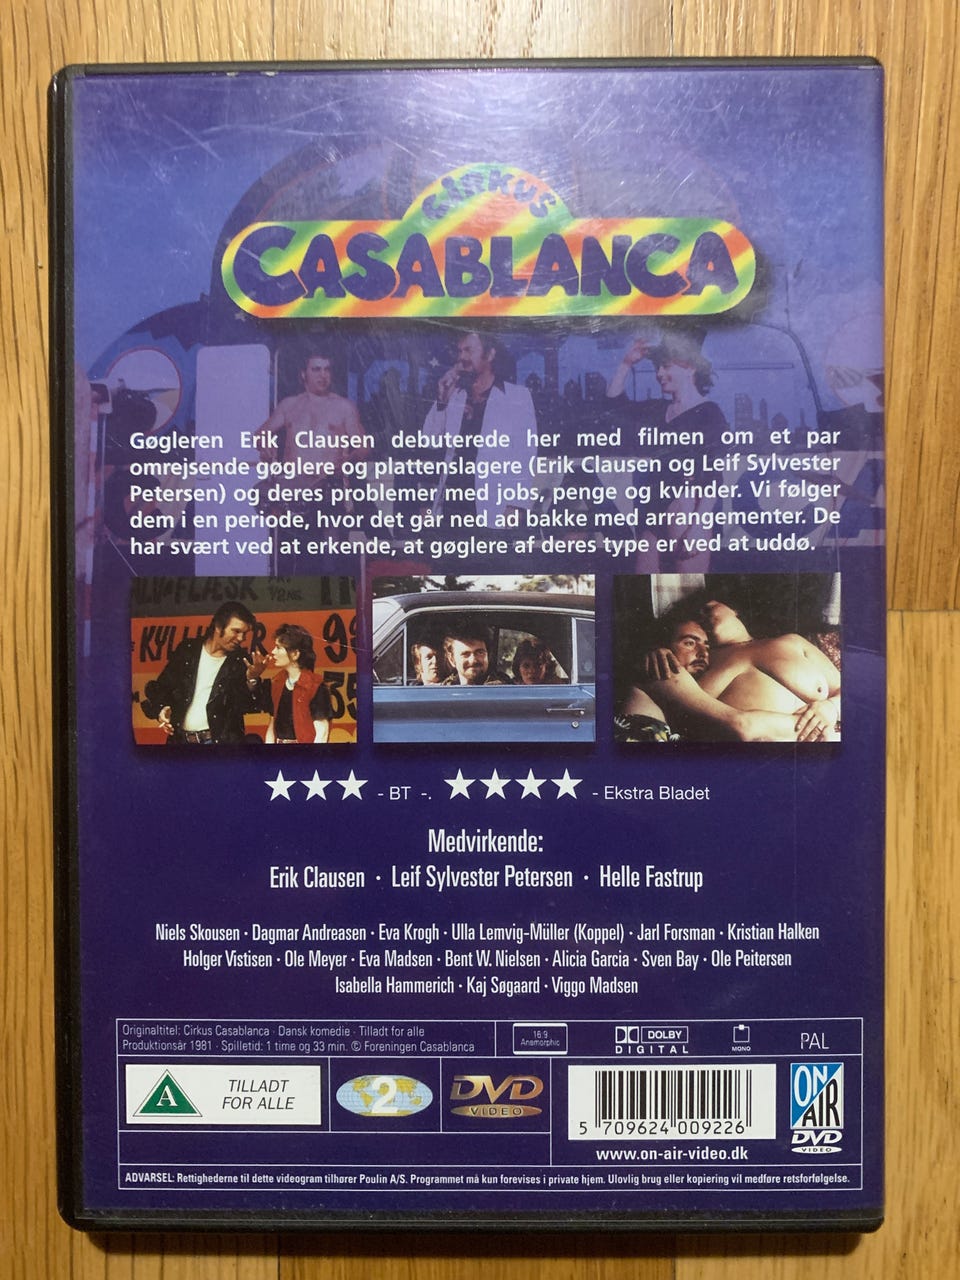 CIRKUS
CASABLANCA
Gøgleren Erik Clausen debuterede her med filmen om et par
omrejsende gøglere og plattenslagere (Erik Clausen og Leif Sylvester
Petersen) og deres problemer med jobs, penge og kvinder. Vi følger
dem i en periode, hvor det går ned ad bakke med arrangementer. De
har svært ved at erkende, at gøglere af deres type er ved at uddø.
- BT -. - Ekstra Bladet
Medvirkende:
Erik Clausen · Leif Sylvester Petersen · Helle Fastrup
Niels Skousen · Dagmar Andreasen · Eva Krogh · Ulla Lemvig-Müller (Koppel) · Jarl Forsman · Kristian Halken
Holger Vistisen · Ole Meyer · Eva Madsen · Bent W. Nielsen · Alicia Garcia · Sven Bay · Ole Peitersen
Isabella Hammerich · Kaj Søgaard · Viggo Madsen
Originaltitel: Cirkus Casablanca · Dansk komedie · Tilladt for alle
Produktionsår 1981 · Spilletid: 1 time og 33 min. © Foreningen Casablanca
16:9
Anamorphic
DOLBY
DIGITAL
MONO
PAL
A
TILLADT
FOR ALLE
2
DVD
VIDEO
5 709624 009226
www.on-air-video.dk
ON
AIR
DVD
VIDEO
ADVARSEL: Rettighederne til dette videogram tilhører Poulin A/S. Programmet må kun forevises i private hjem. Ulovlig brug eller kopiering vil medføre retsforfølgelse.